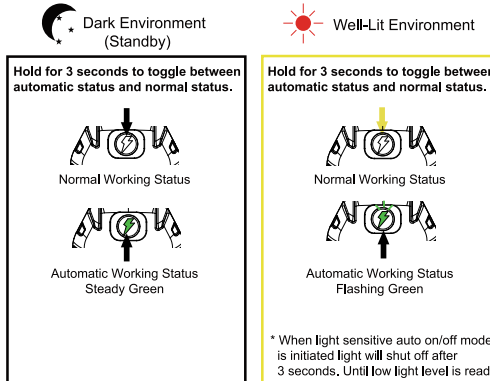 Dark Environment
(Standby)
Hold for 3 seconds to toggle between
automatic status and normal status.
Normal Working Status
Automatic Working Status
Steady Green
Well-Lit Environment
Hold for 3 seconds to toggle between
automatic status and normal status.
Normal Working Status
Automatic Working Status
Flashing Green
* When light sensitive auto on/off mode
is initiated light will shut off after
3 seconds. Until low light level is read